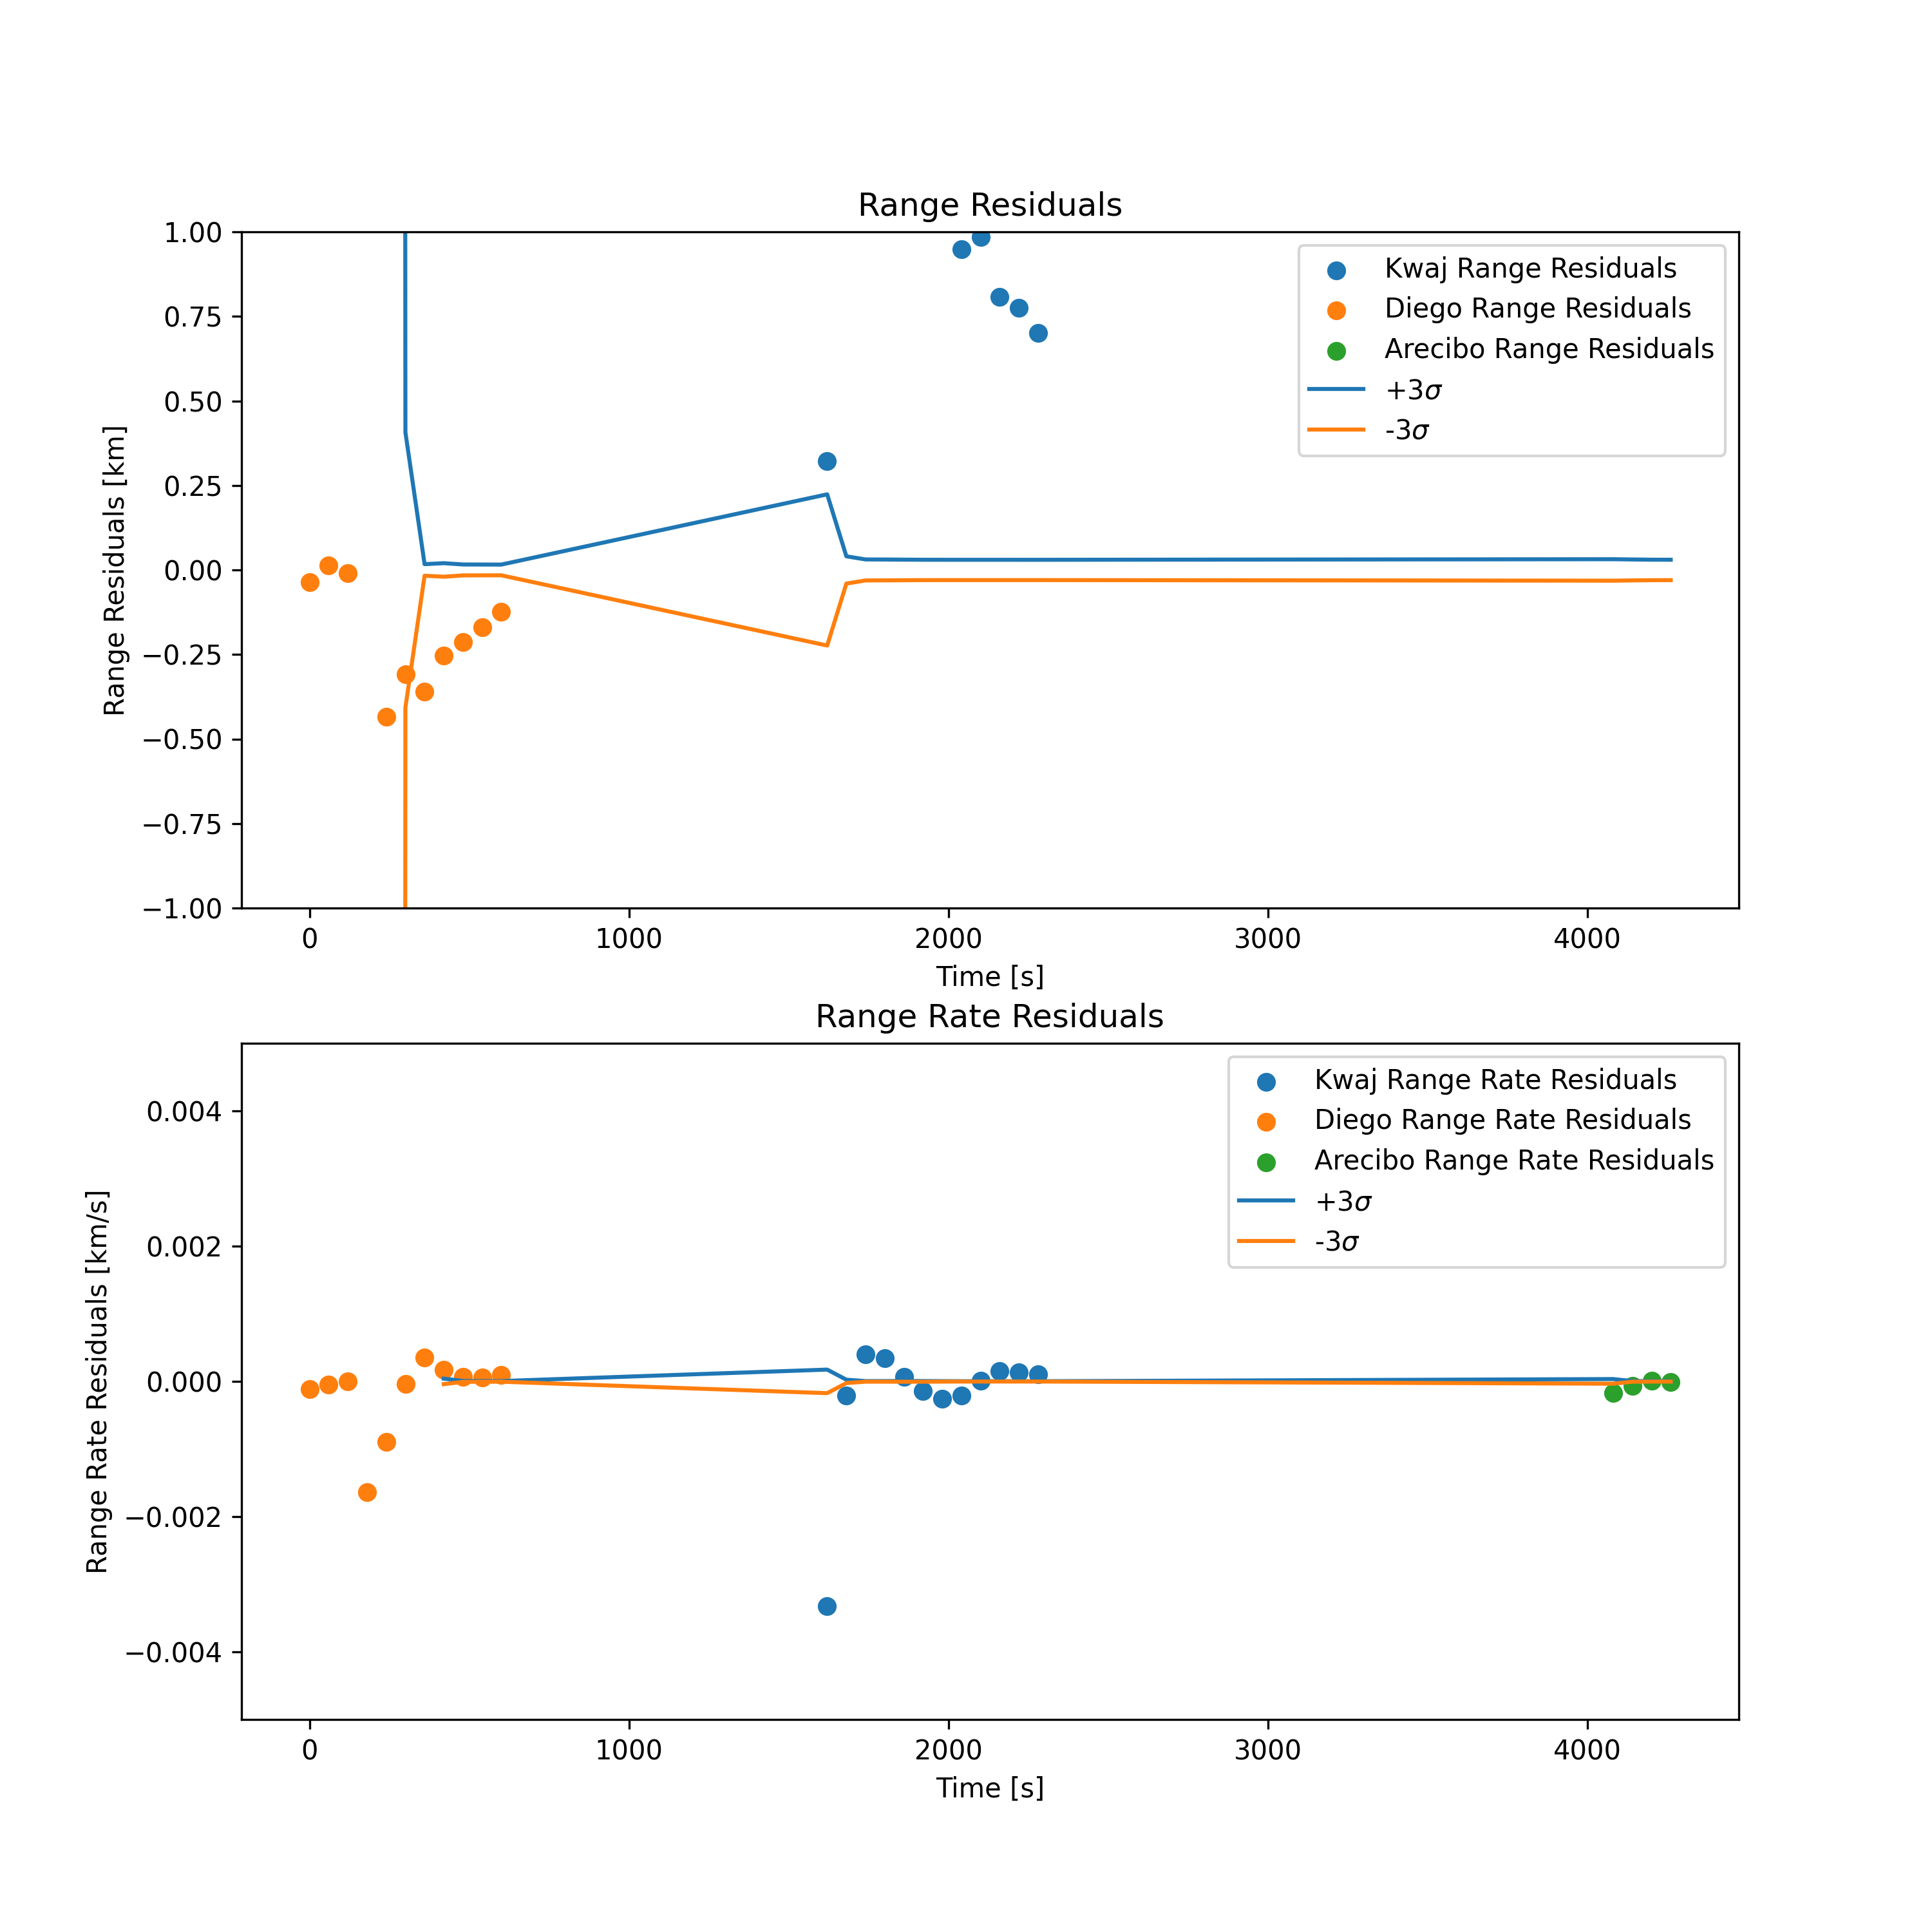 Range Residuals
1.00
0.75
0.50
0.25
0.00
−0.25
−0.50
−0.75
−1.00
Range Residuals [km]
Kwaj Range Residuals
Diego Range Residuals
Arecibo Range Residuals
+3σ
-3σ
0 1000 2000 3000 4000
Time [s]
Range Rate Residuals
0.004
0.002
0.000
−0.002
−0.004
Range Rate Residuals [km/s]
Kwaj Range Rate Residuals
Diego Range Rate Residuals
Arecibo Range Rate Residuals
+3σ
-3σ
0 1000 2000 3000 4000
Time [s]